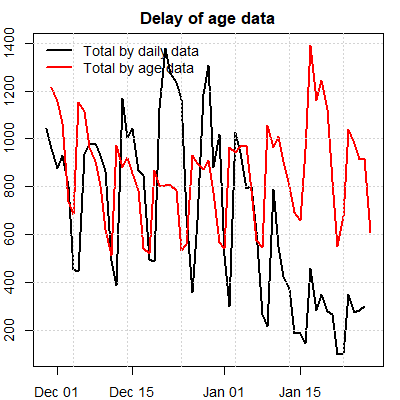 Delay of age data
Total by daily data
Total by age data
1400
1200
1000
800
600
400
200
Dec 01 Dec 15 Jan 01 Jan 15